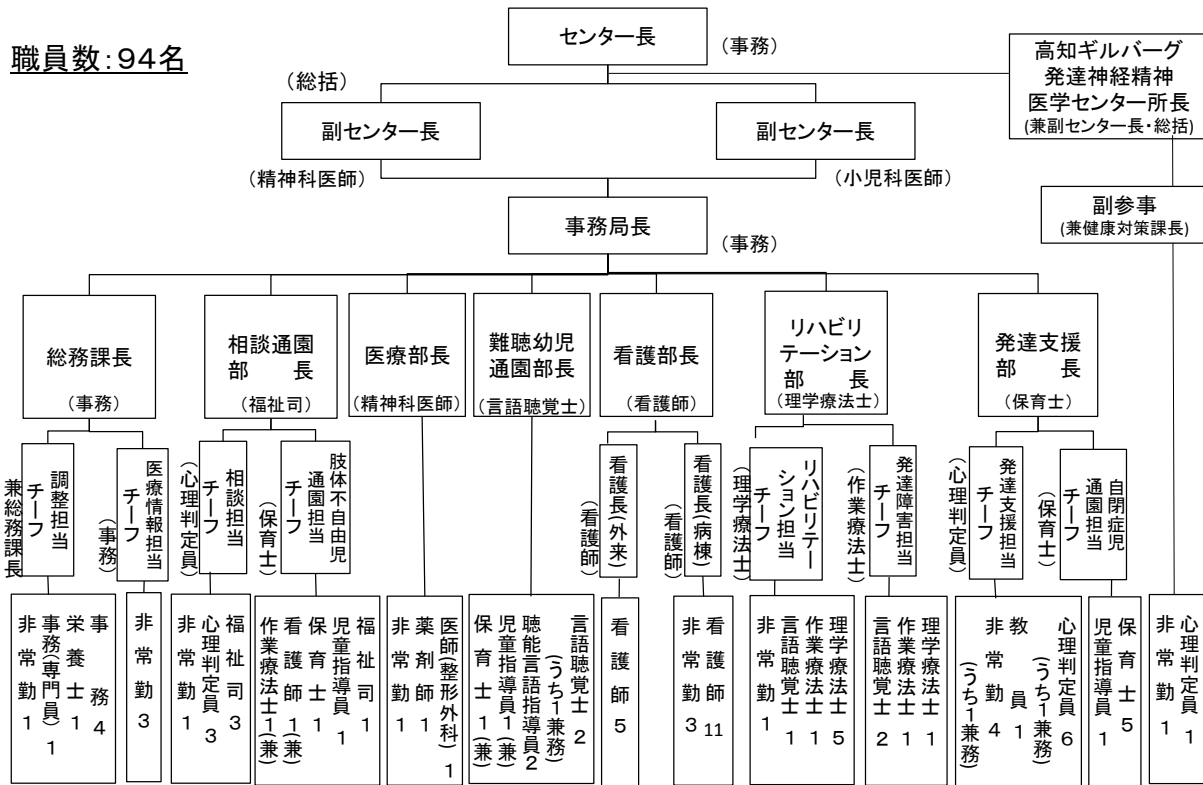 職員数:94名
センター長
(事務)
高知ギルバーグ
発達神経精神
医学センター所長
(兼副センター長・総括)
(総括)
副センター長
(精神科医師)
副センター長
(小児科医師)
副参事
(兼健康対策課長)
事務局長
(事務)
総務課長
(事務)
相談通園
部 長
(福祉司)
医療部長
(精神科医師)
難聴幼児
通園部長
(言語聴覚士)
看護部長
(看護師)
リハビリ
テーション
部 長
(理学療法士)
発達支援
部 長
(保育士)
調整担当
チーフ
兼総務課長
医療情報担当
チーフ
(事務)
相談担当
チーフ
(心理判定員)
肢体不自由児
通園担当
チーフ
(保育士)
看護長(外来)
(看護師)
看護長(病棟)
(看護師)
リハビリテー
ション担当
チーフ
(理学療法士)
発達障害担当
チーフ
(作業療法士)
発達支援担当
チーフ
(心理判定員)
自閉症児
通園担当
チーフ
(保育士)
事務 4
栄養士 1
事務(専門員) 1
非常勤 1
非常勤 3
福祉司 3
心理判定員 3
非常勤 1
福祉司 1
児童指導員 1
保育士 1
看護師 1(兼)
作業療法士1(兼)
医師(整形外科) 1
薬剤師 1
非常勤 1
言語聴覚士 2
(うち1兼務)
聴能言語指導員2
児童指導員1(兼)
保育士 1(兼)
看護師 5
看護師 11
非常勤 3
理学療法士 5
作業療法士 1
言語聴覚士 1
非常勤 1
理学療法士 1
作業療法士 1
言語聴覚士 2
心理判定員 6
(うち1兼務)
教員 1
非常勤 4
(うち1兼務)
保育士 5
児童指導員 1
心理判定員 1
非常勤 1